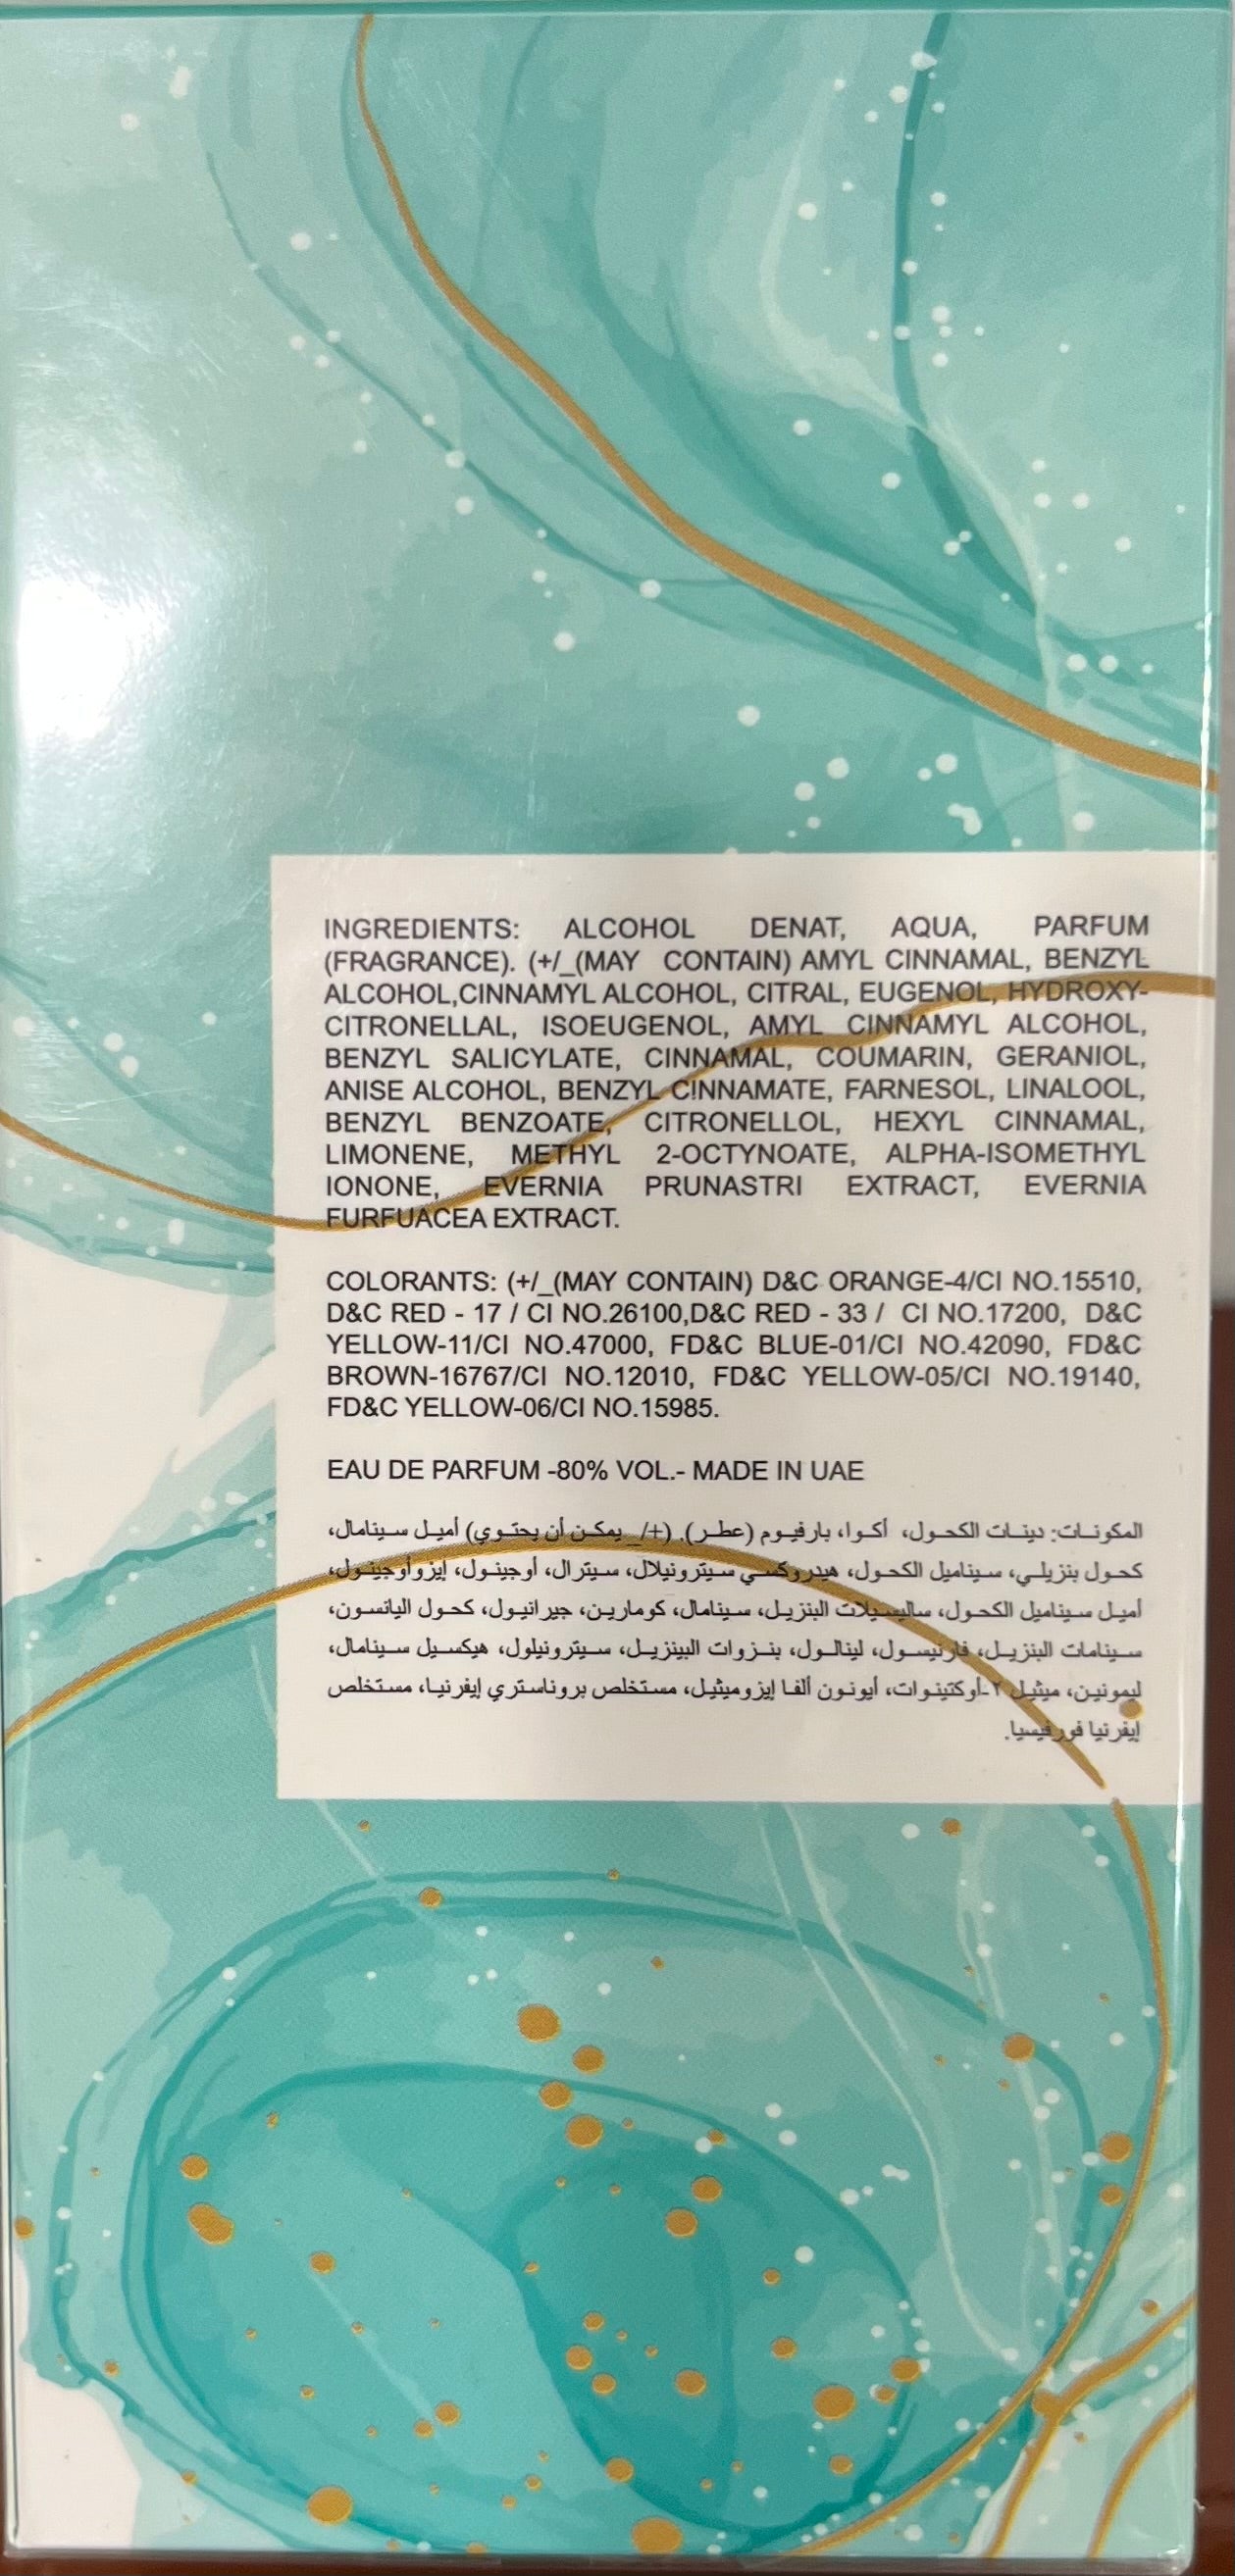 INGREDIENTS: ALCOHOL DENAT, AQUA, PARFUM
(FRAGRANCE). (+/_(MAY CONTAIN) AMYL CINNAMAL, BENZYL
ALCOHOL,CINNAMYL ALCOHOL, CITRAL, EUGENOL, HYDROXY-
CITRONELLAL, ISOEUGENOL, AMYL CINNAMYL ALCOHOL,
BENZYL SALICYLATE, CINNAMAL, COUMARIN, GERANIOL,
ANISE ALCOHOL, BENZYL CINNAMATE, FARNESOL, LINALOOL,
BENZYL BENZOATE, CITRONELLOL, HEXYL CINNAMAL,
LIMONENE, METHYL 2-OCTYNOATE, ALPHA-ISOMETHYL
IONONE, EVERNIA PRUNASTRI EXTRACT, EVERNIA
FURFUACEA EXTRACT.
COLORANTS: (+/_(MAY CONTAIN) D&C ORANGE-4/CI NO.15510,
D&C RED - 17 / CI NO.26100,D&C RED - 33 / CI NO.17200, D&C
YELLOW-11/CI NO.47000, FD&C BLUE-01/CI NO.42090, FD&C
BROWN-16767/CI NO.12010, FD&C YELLOW-05/CI NO.19140,
FD&C YELLOW-06/CI NO.15985.
EAU DE PARFUM -80% VOL.- MADE IN UAE
المكونات: دينات الكحول، أكوا، بارفيوم (عطر). (+/_يمكن أن يحتوي) أميل سينامال،
كحول بنزيلي، سيناميل الكحول، هيدروكسي سيترونيلال، سيترال، أوجينول، إيزوأوجينول،
أميل سيناميل الكحول، ساليسيلات البنزيل، سينامال، كومارين، جيرانيول، كحول اليانسون،
سينامات البنزيل، فارنيسول، لينالول، بنزوات البينزيل، سيترونيلول، هيكسيل سينامال،
ليمونين، ميثيل ٢-أوكتينوات، أيونون ألفا إيزوميثيل، مستخلص بروناستري إيفرنيا، مستخلص
إيفرنيا فورفيسيا.